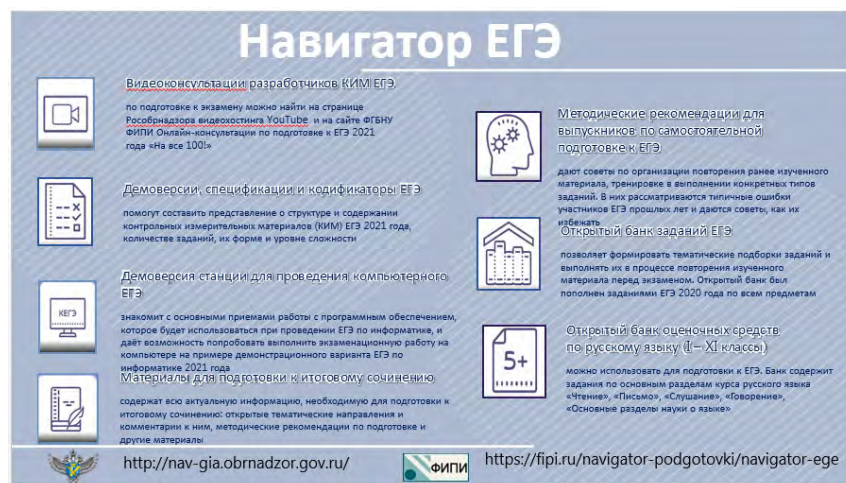 Навигатор ЕГЭ
Видеоконсультации разработчиков КИМ ЕГЭ
по подготовке к экзамену можно найти на странице
Рособрнадзора видеохостинга YouTube и на сайте ФГБНУ
ФИПИ Онлайн-консультации по подготовке к ЕГЭ 2021
года «На все 100!»
Демоверсии, спецификации и кодификаторы ЕГЭ
помогут составить представление о структуре и содержании
контрольных измерительных материалов (КИМ) ЕГЭ 2021 года,
количестве заданий, их форме и уровне сложности
Демоверсия станции для проведения компьютерного
ЕГЭ
КЕГЭ
знакомит с основными приемами работы с программным обеспечением,
которое будет использоваться при проведении ЕГЭ по информатике, и
даёт возможность попробовать выполнить экзаменационную работу на
компьютере на примере демонстрационного варианта ЕГЭ по
информатике 2021 года
Материалы для подготовки к итоговому сочинению
содержат всю актуальную информацию, необходимую для подготовки к
итоговому сочинению: открытые тематические направления и
комментарии к ним, методические рекомендации по подготовке и
другие материалы
Методические рекомендации для
выпускников по самостоятельной
подготовке к ЕГЭ
дают советы по организации повторения ранее изученного
материала, тренировке в выполнении конкретных типов
заданий. В них рассматриваются типичные ошибки
участников ЕГЭ прошлых лет и даются советы, как их
избежать
Открытый банк заданий ЕГЭ
позволяет формировать тематические подборки заданий и
выполнять их в процессе повторения изученного
материала перед экзаменом. Открытый банк был
пополнен заданиями ЕГЭ 2020 года по всем предметам
5+
Открытый банк оценочных средств
по русскому языку (I – XI классы)
можно использовать для подготовки к ЕГЭ. Банк содержит
задания по основным разделам курса русского языка
«Чтение», «Письмо», «Слушание», «Говорение»,
«Основные разделы науки о языке»
http://nav-gia.obrnadzor.gov.ru/
ФИПИ
https://fipi.ru/navigator-podgotovki/navigator-ege